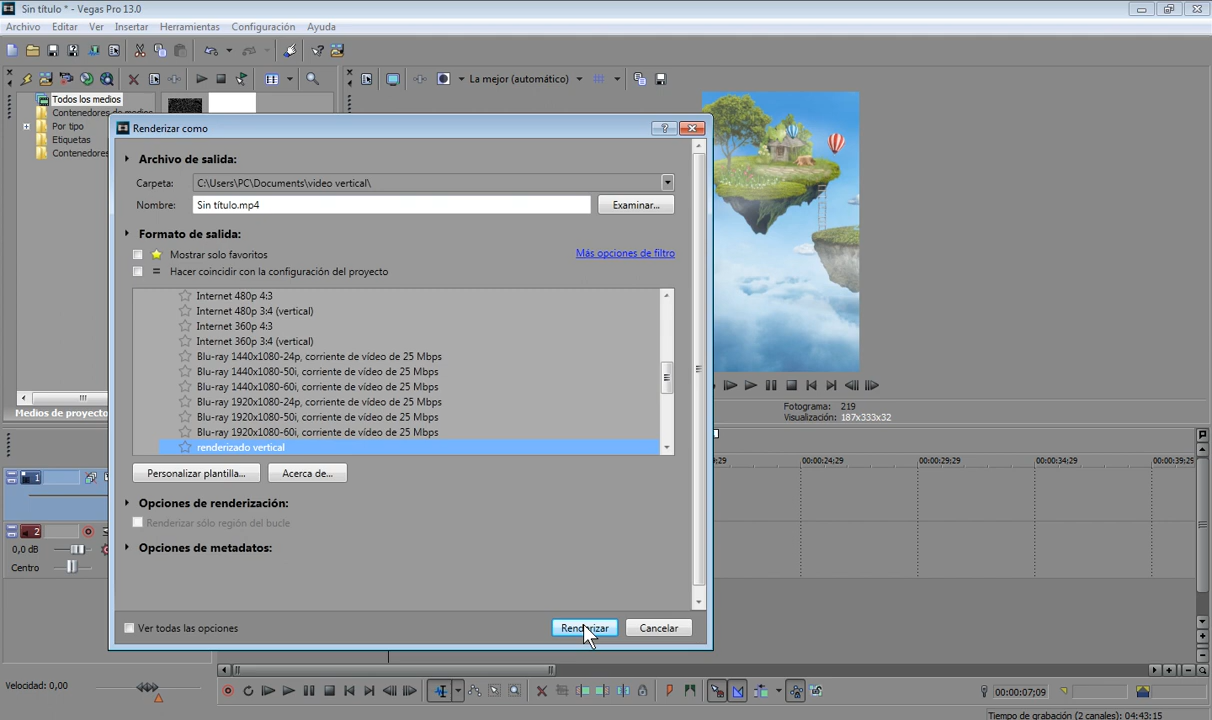 Sin título * - Vegas Pro 13.0
Archivo Editar Ver Insertar Herramientas Configuración Ayuda
La mejor (automático)
Todos los medios
Contenedores de medios
Por tipo
Etiquetas
Contenedores
Medios de proyecto
Renderizar como
Archivo de salida:
Carpeta: C:\Users\PC\Documents\video vertical\
Nombre: Sin título.mp4 Examinar...
Formato de salida:
Mostrar solo favoritos Más opciones de filtro
Hacer coincidir con la configuración del proyecto
Internet 480p 4:3
Internet 480p 3:4 (vertical)
Internet 360p 4:3
Internet 360p 3:4 (vertical)
Blu-ray 1440x1080-24p, corriente de vídeo de 25 Mbps
Blu-ray 1440x1080-50i, corriente de vídeo de 25 Mbps
Blu-ray 1440x1080-60i, corriente de vídeo de 25 Mbps
Blu-ray 1920x1080-24p, corriente de vídeo de 25 Mbps
Blu-ray 1920x1080-50i, corriente de vídeo de 25 Mbps
Blu-ray 1920x1080-60i, corriente de vídeo de 25 Mbps
renderizado vertical
Personalizar plantilla... Acerca de...
Opciones de renderización:
Renderizar sólo región del bucle
Opciones de metadatos:
Ver todas las opciones Renderizar Cancelar
Fotograma: 219
Visualización: 187x333x32
:29 00:00:24;29 00:00:29;29 00:00:34;29 00:00:39;29
1
2
0,0 dB
Centro
Velocidad: 0,00
00:00:07;09
Tiempo de grabación (2 canales): 04:43:15